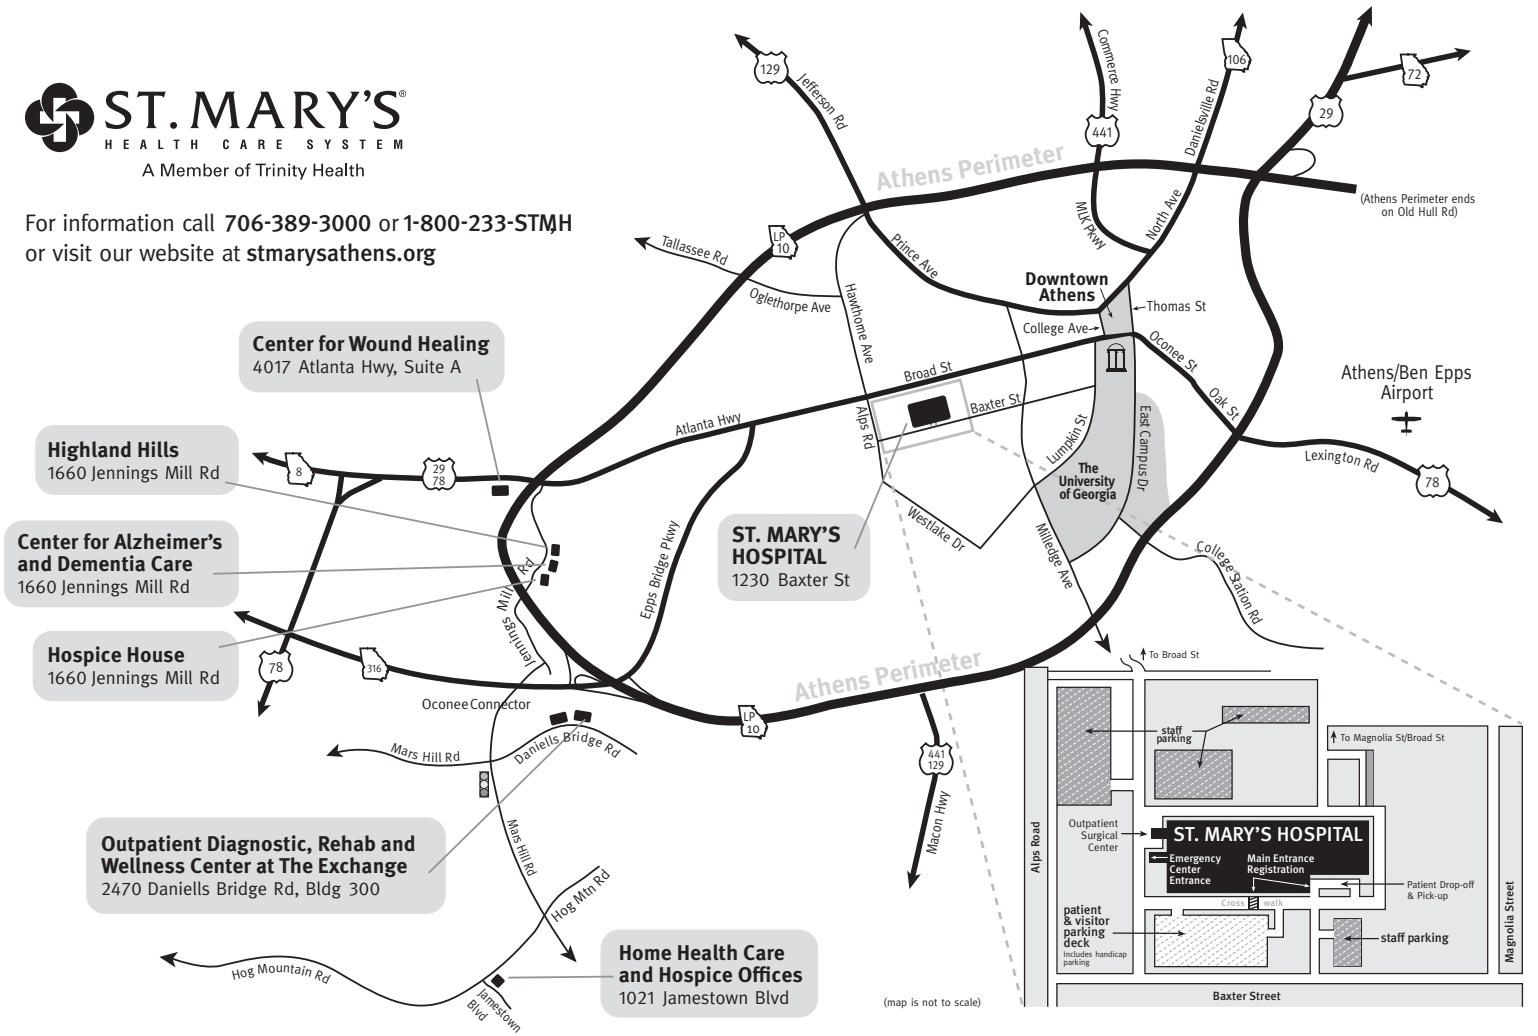 ST. MARY'S®
HEALTH CARE SYSTEM
A Member of Trinity Health
For information call 706-389-3000 or 1-800-233-STMH,
or visit our website at stmarysathens.org
129
Jefferson Rd
441
Commerce Hwy
106
Danielsville Rd
29
72
Athens Perimeter
(Athens Perimeter ends
on Old Hull Rd)
MLK Pkwy
North Ave
LP
10
Tallassee Rd
Oglethorpe Ave
Prince Ave
Hawthorne Ave
Downtown
Athens
Thomas St
College Ave
Oconee St
Oak St
Broad St
Baxter St
Alps Rd
Atlanta Hwy
Lumpkin St
East Campus Dr
The
University
of Georgia
Athens/Ben Epps
Airport
Lexington Rd
78
Westlake Dr
Milledge Ave
College Station Rd
Center for Wound Healing
4017 Atlanta Hwy, Suite A
Highland Hills
1660 Jennings Mill Rd
8
29
78
Center for Alzheimer's
and Dementia Care
1660 Jennings Mill Rd
Hospice House
1660 Jennings Mill Rd
78
316
Jennings Mill Rd
Epps Bridge Pkwy
ST. MARY'S
HOSPITAL
1230 Baxter St
Oconee Connector
Athens Perimeter
LP
10
Mars Hill Rd
Daniells Bridge Rd
441
129
Macon Hwy
Outpatient Diagnostic, Rehab and
Wellness Center at The Exchange
2470 Daniells Bridge Rd, Bldg 300
Mars Hill Rd
Hog Mtn Rd
Hog Mountain Rd
Jamestown
Blvd
Home Health Care
and Hospice Offices
1021 Jamestown Blvd
(map is not to scale)
To Broad St
staff
parking
To Magnolia St/Broad St
Alps Road
Outpatient
Surgical
Center
ST. MARY'S HOSPITAL
Emergency
Center
Entrance
Main Entrance
Registration
Patient Drop-off
& Pick-up
Cross walk
patient
& visitor
parking
deck
Includes handicap
parking
staff parking
Magnolia Street
Baxter Street